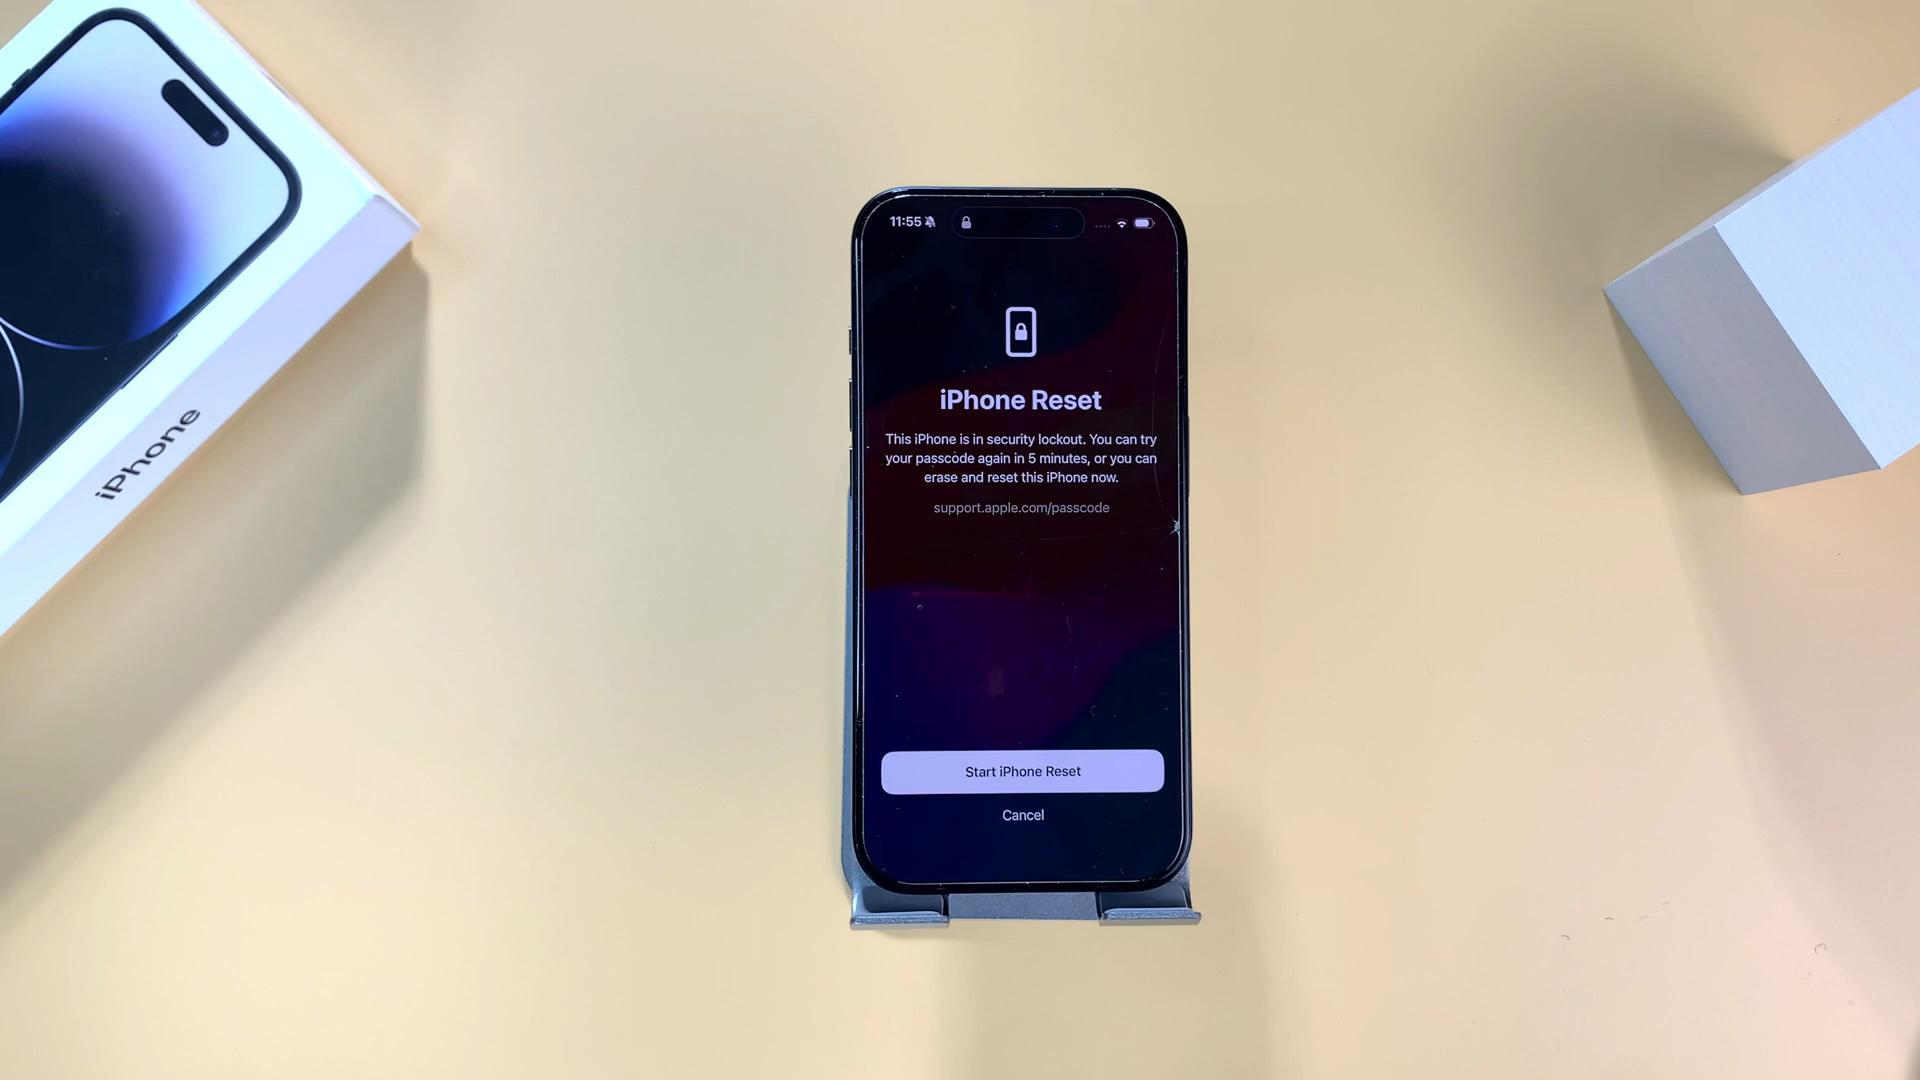 iPhone
11:55
iPhone Reset
This iPhone is in security lockout. You can try
your passcode again in 5 minutes, or you can
erase and reset this iPhone now.
support.apple.com/passcode
Start iPhone Reset
Cancel